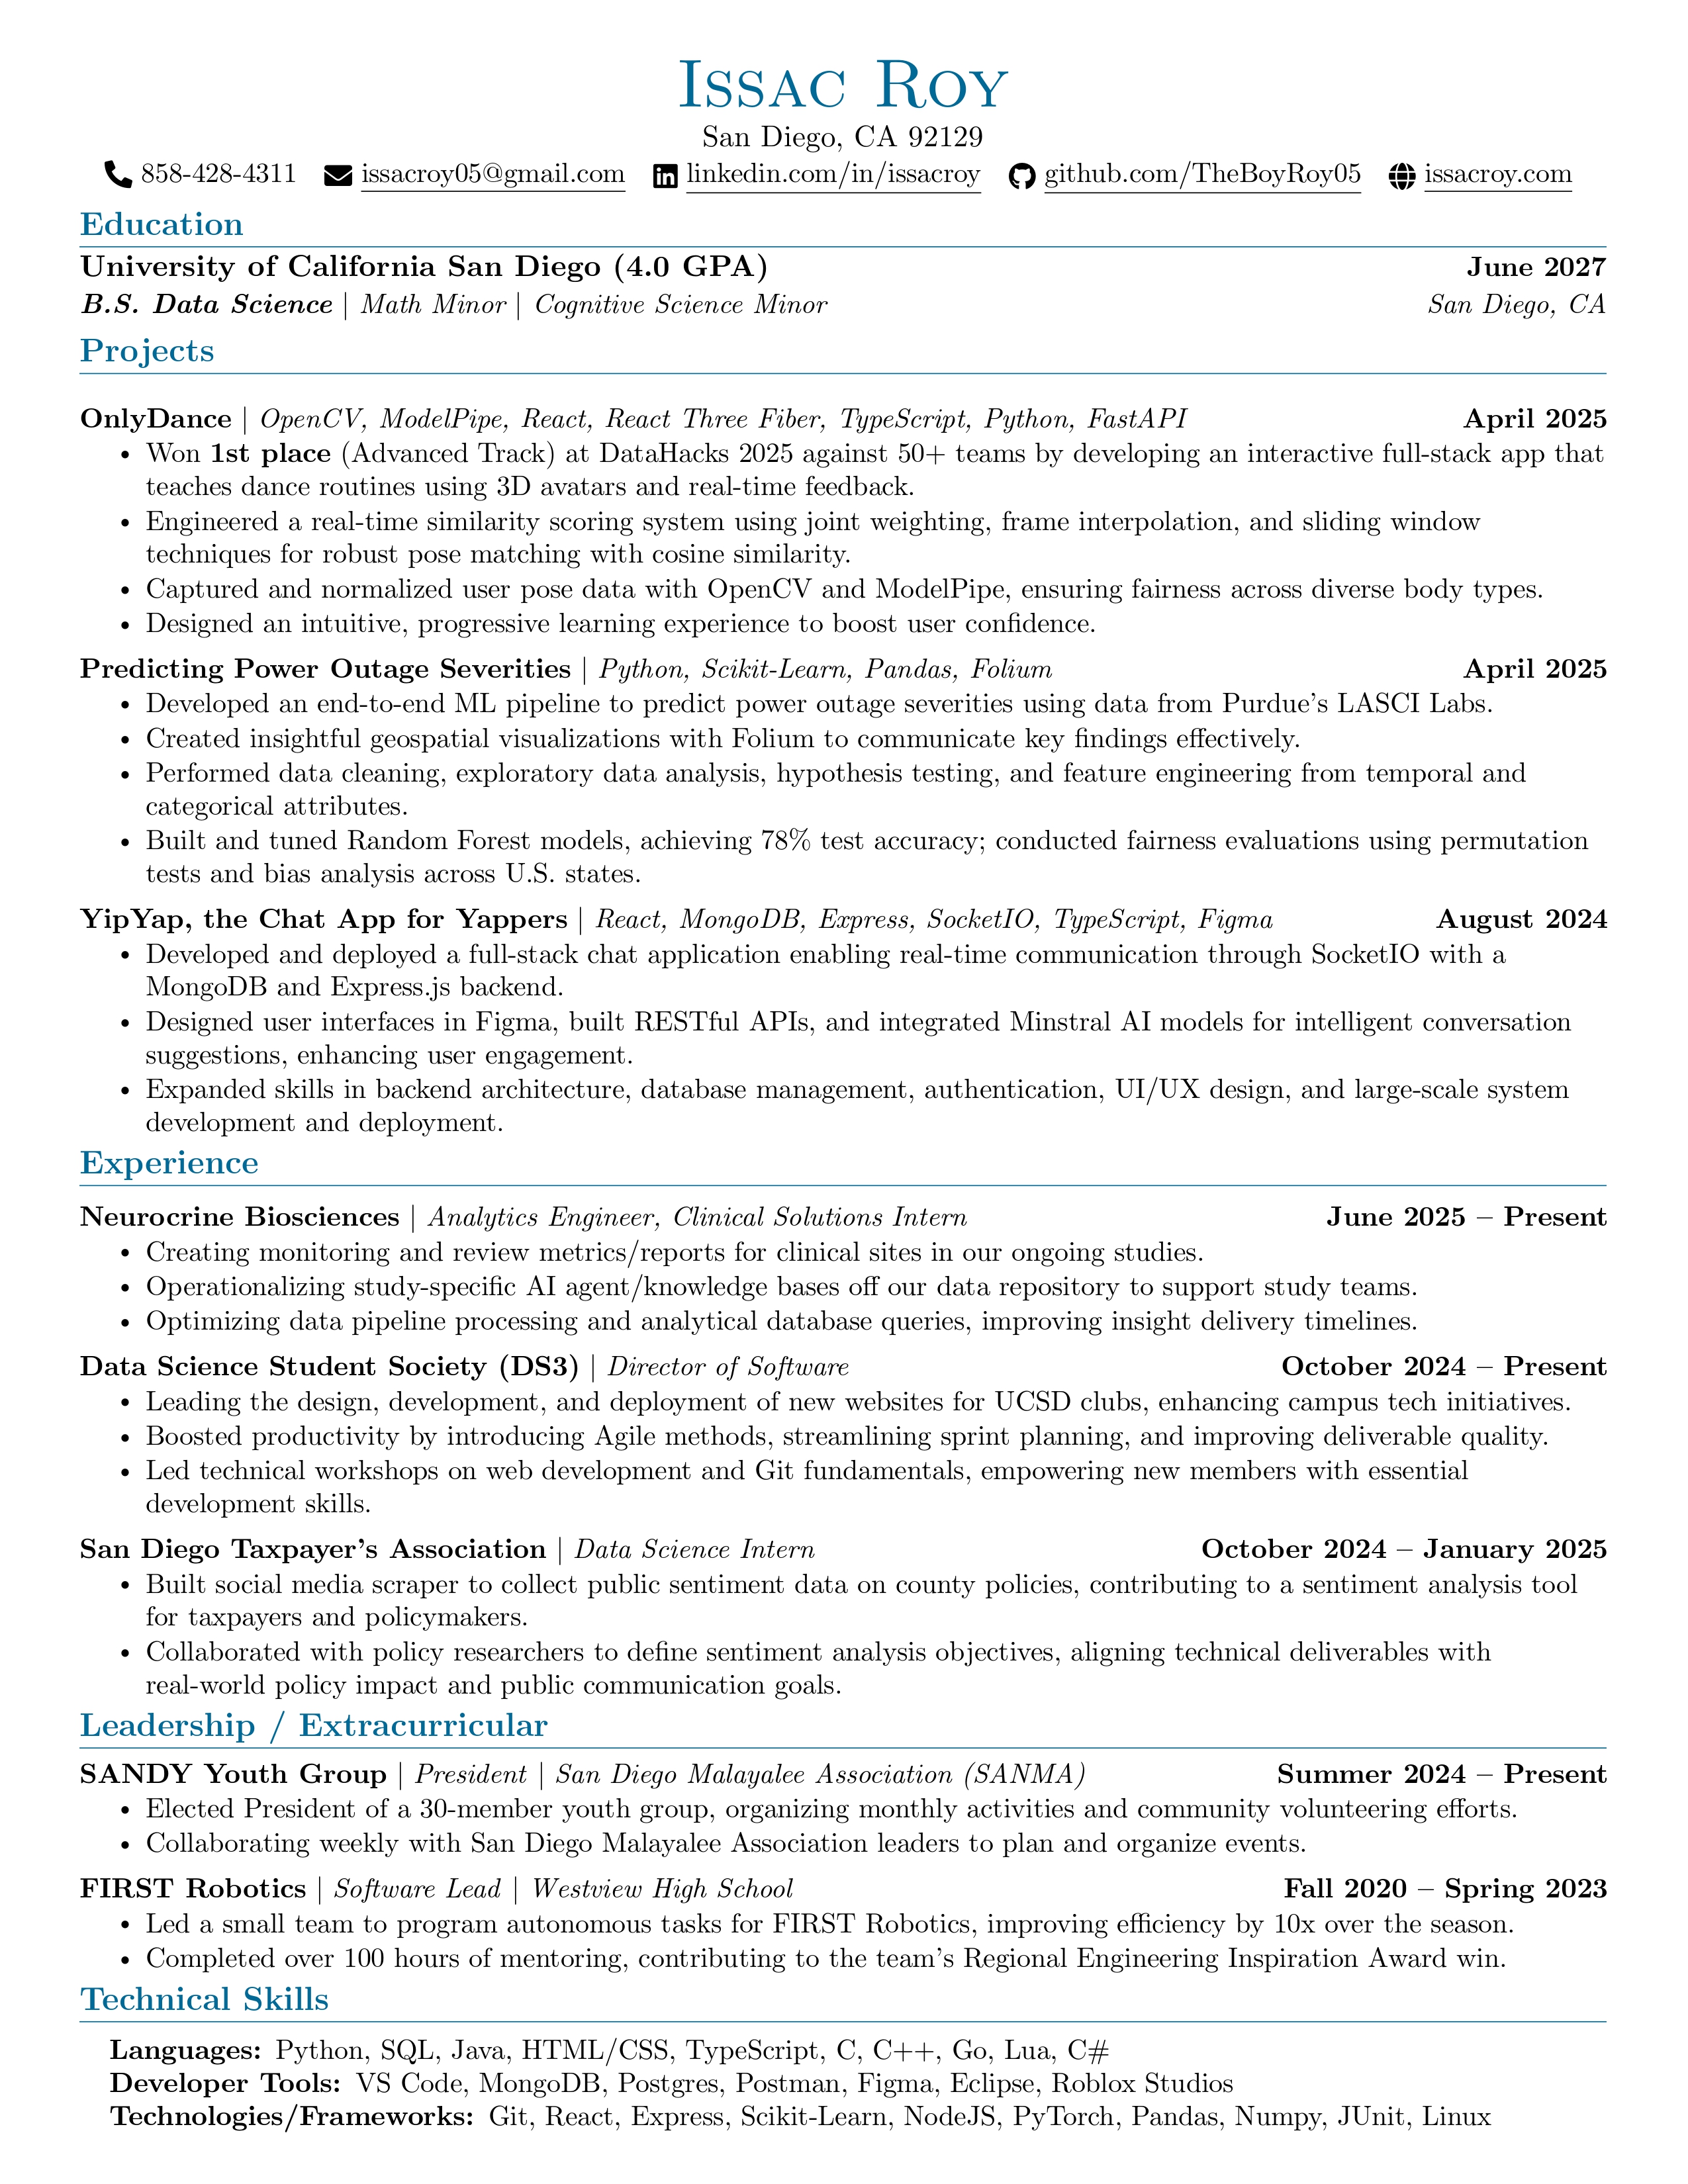 Issac Roy
San Diego, CA 92129
858-428-4311 issacroy05@gmail.com linkedin.com/in/issacroy github.com/TheBoyRoy05 issacroy.com
Education
University of California San Diego (4.0 GPA) June 2027
B.S. Data Science | Math Minor | Cognitive Science Minor San Diego, CA
Projects
OnlyDance | OpenCV, ModelPipe, React, React Three Fiber, TypeScript, Python, FastAPI April 2025
• Won 1st place (Advanced Track) at DataHacks 2025 against 50+ teams by developing an interactive full-stack app that
teaches dance routines using 3D avatars and real-time feedback.
• Engineered a real-time similarity scoring system using joint weighting, frame interpolation, and sliding window
techniques for robust pose matching with cosine similarity.
• Captured and normalized user pose data with OpenCV and ModelPipe, ensuring fairness across diverse body types.
• Designed an intuitive, progressive learning experience to boost user confidence.
Predicting Power Outage Severities | Python, Scikit-Learn, Pandas, Folium April 2025
• Developed an end-to-end ML pipeline to predict power outage severities using data from Purdue's LASCI Labs.
• Created insightful geospatial visualizations with Folium to communicate key findings effectively.
• Performed data cleaning, exploratory data analysis, hypothesis testing, and feature engineering from temporal and
categorical attributes.
• Built and tuned Random Forest models, achieving 78% test accuracy; conducted fairness evaluations using permutation
tests and bias analysis across U.S. states.
YipYap, the Chat App for Yappers | React, MongoDB, Express, SocketIO, TypeScript, Figma August 2024
• Developed and deployed a full-stack chat application enabling real-time communication through SocketIO with a
MongoDB and Express.js backend.
• Designed user interfaces in Figma, built RESTful APIs, and integrated Minstral AI models for intelligent conversation
suggestions, enhancing user engagement.
• Expanded skills in backend architecture, database management, authentication, UI/UX design, and large-scale system
development and deployment.
Experience
Neurocrine Biosciences | Analytics Engineer, Clinical Solutions Intern June 2025 – Present
• Creating monitoring and review metrics/reports for clinical sites in our ongoing studies.
• Operationalizing study-specific AI agent/knowledge bases off our data repository to support study teams.
• Optimizing data pipeline processing and analytical database queries, improving insight delivery timelines.
Data Science Student Society (DS3) | Director of Software October 2024 – Present
• Leading the design, development, and deployment of new websites for UCSD clubs, enhancing campus tech initiatives.
• Boosted productivity by introducing Agile methods, streamlining sprint planning, and improving deliverable quality.
• Led technical workshops on web development and Git fundamentals, empowering new members with essential
development skills.
San Diego Taxpayer's Association | Data Science Intern October 2024 – January 2025
• Built social media scraper to collect public sentiment data on county policies, contributing to a sentiment analysis tool
for taxpayers and policymakers.
• Collaborated with policy researchers to define sentiment analysis objectives, aligning technical deliverables with
real-world policy impact and public communication goals.
Leadership / Extracurricular
SANDY Youth Group | President | San Diego Malayalee Association (SANMA) Summer 2024 – Present
• Elected President of a 30-member youth group, organizing monthly activities and community volunteering efforts.
• Collaborating weekly with San Diego Malayalee Association leaders to plan and organize events.
FIRST Robotics | Software Lead | Westview High School Fall 2020 – Spring 2023
• Led a small team to program autonomous tasks for FIRST Robotics, improving efficiency by 10x over the season.
• Completed over 100 hours of mentoring, contributing to the team's Regional Engineering Inspiration Award win.
Technical Skills
Languages: Python, SQL, Java, HTML/CSS, TypeScript, C, C++, Go, Lua, C#
Developer Tools: VS Code, MongoDB, Postgres, Postman, Figma, Eclipse, Roblox Studios
Technologies/Frameworks: Git, React, Express, Scikit-Learn, NodeJS, PyTorch, Pandas, Numpy, JUnit, Linux